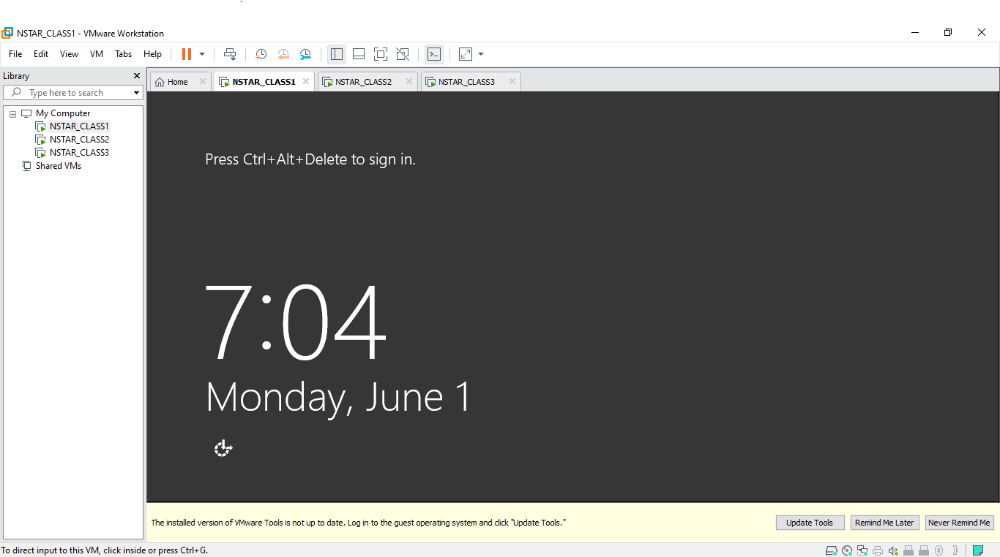 NSTAR_CLASS1 - VMware Workstation
File Edit View VM Tabs Help
Library
Type here to search
My Computer
NSTAR_CLASS1
NSTAR_CLASS2
NSTAR_CLASS3
Shared VMs
Home NSTAR_CLASS1 NSTAR_CLASS2 NSTAR_CLASS3
Press Ctrl+Alt+Delete to sign in.
7:04
Monday, June 1
The installed version of VMware Tools is not up to date. Log in to the guest operating system and click "Update Tools."
Update Tools Remind Me Later Never Remind Me
To direct input to this VM, click inside or press Ctrl+G.